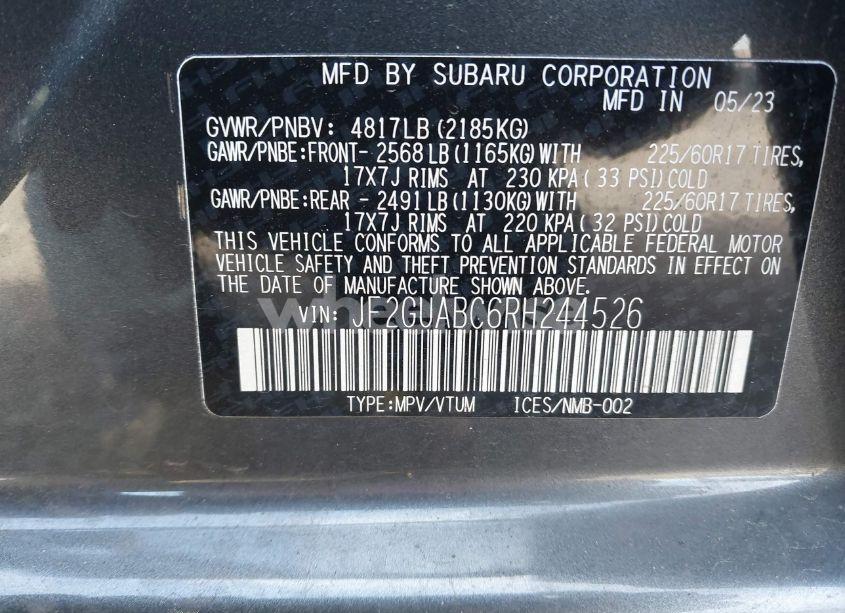 MFD BY SUBARU CORPORATION
MFD IN 05/23
GVWR/PNBV: 4817LB (2185KG)
GAWR/PNBE:FRONT- 2568 LB (1165KG) WITH 225/60R17 TIRES,
17X7J RIMS AT 230 KPA ( 33 PSI) COLD
GAWR/PNBE:REAR - 2491 LB (1130KG) WITH 225/60R17 TIRES,
17X7J RIMS AT 220 KPA ( 32 PSI) COLD
THIS VEHICLE CONFORMS TO ALL APPLICABLE FEDERAL MOTOR
VEHICLE SAFETY AND THEFT PREVENTION STANDARDS IN EFFECT ON
THE DATE OF MANUFACTURE SHOWN ABOVE.
VIN: JF2GUABC6RH244526
TYPE:MPV/VTUM ICES/NMB-002